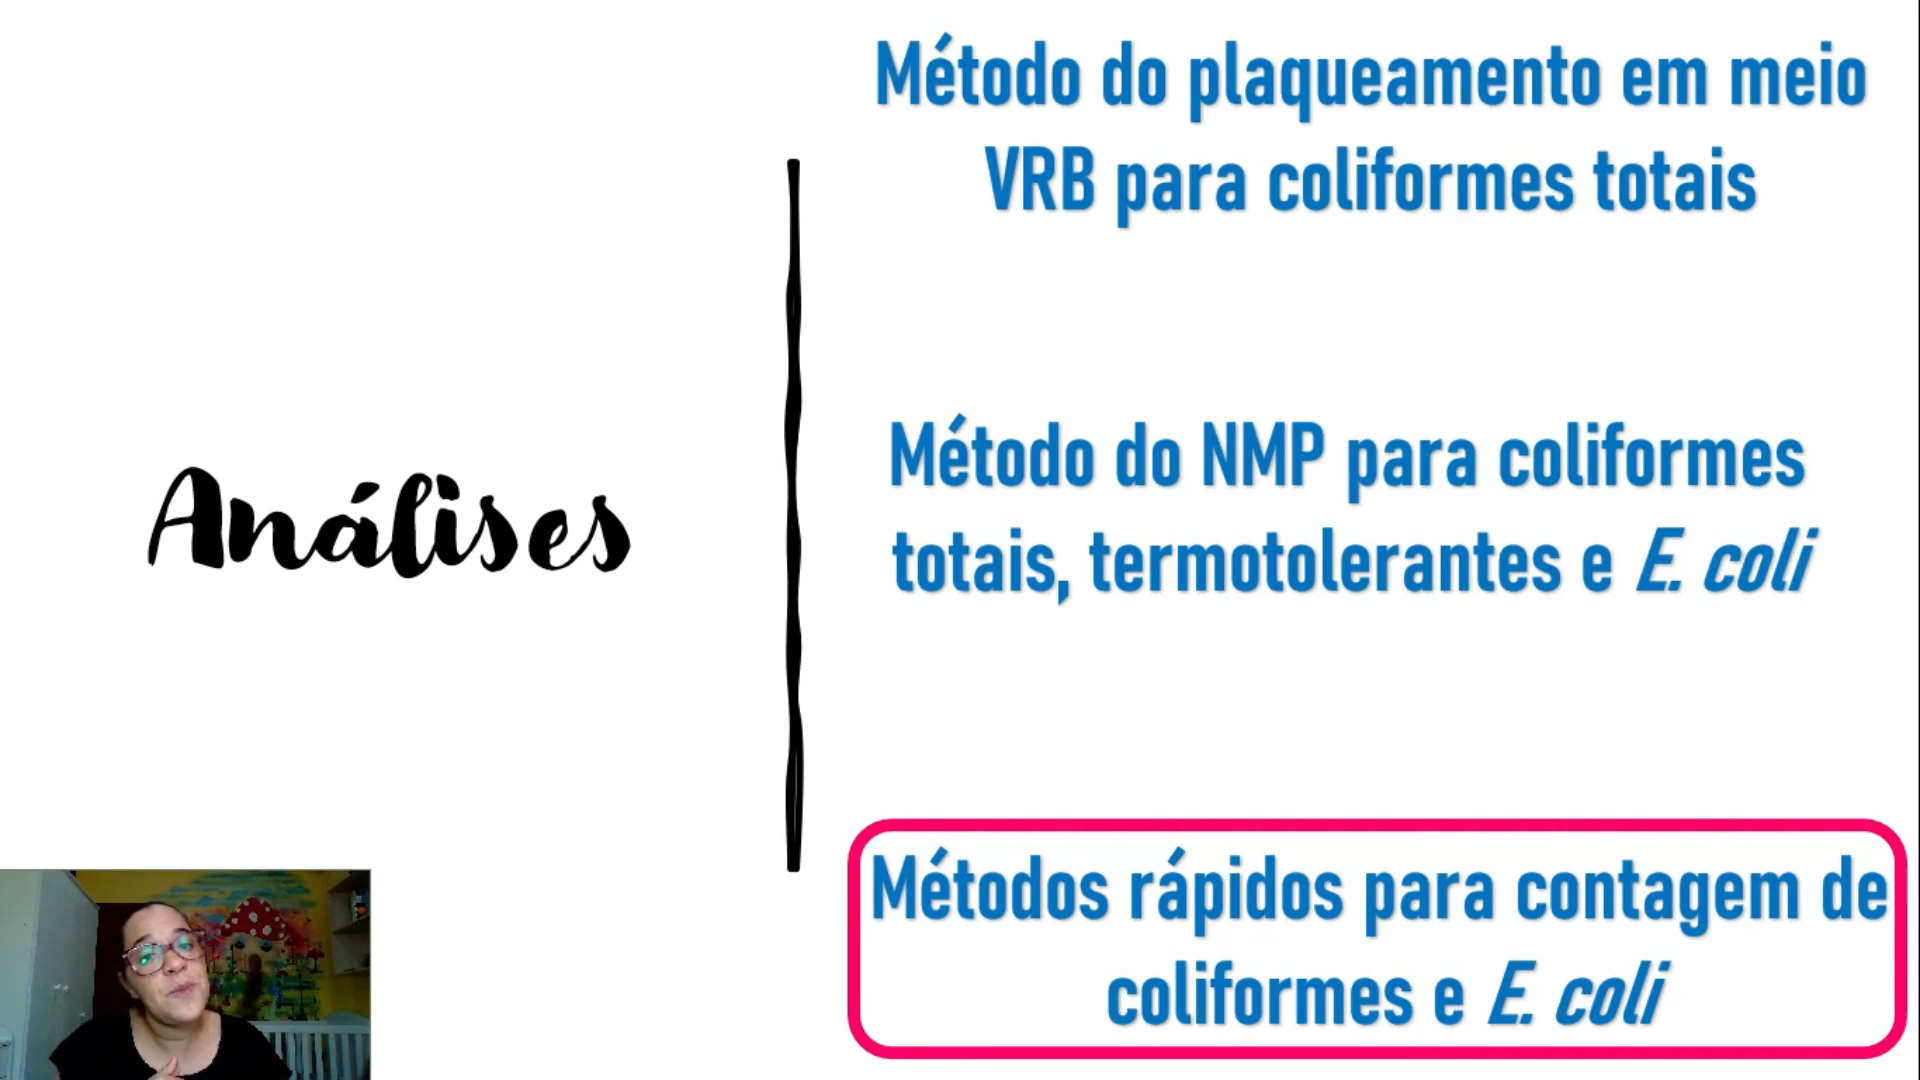 Análises
Método do plaqueamento em meio
VRB para coliformes totais
Método do NMP para coliformes
totais, termotolerantes e E. coli
Métodos rápidos para contagem de
coliformes e E. coli